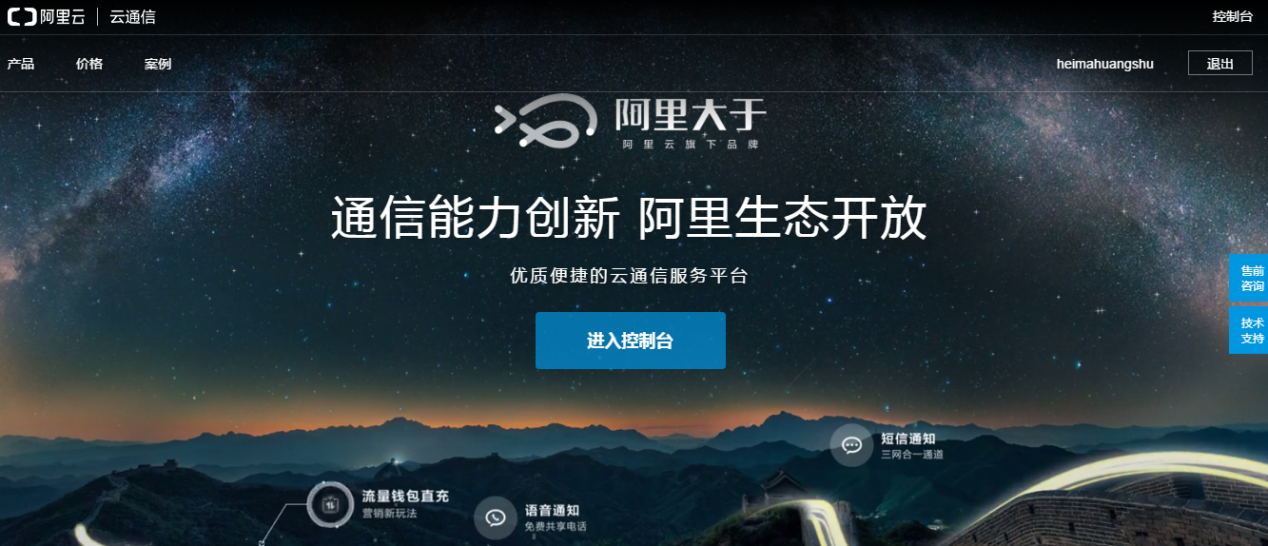 阿里云 | 云通信
控制台
产品 价格 案例
heimahuangshu 退出
阿里大于
阿里云旗下品牌
通信能力创新 阿里生态开放
优质便捷的云通信服务平台
售前
咨询
进入控制台
技术
支持
短信通知
三网合一通道
流量钱包直充
营销新玩法
语音通知
免费共享电话